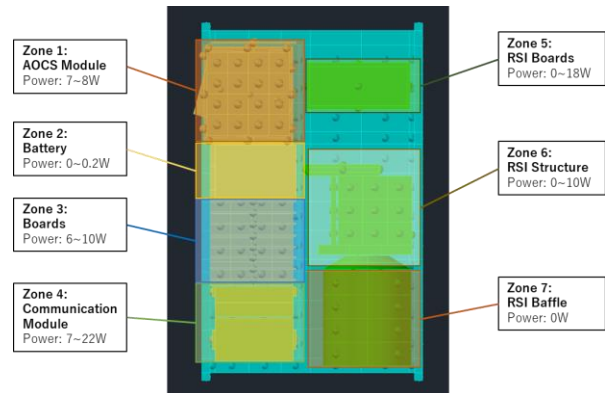 Zone 1:
AOCS Module
Power: 7~8W
Zone 2:
Battery
Power: 0~0.2W
Zone 3:
Boards
Power: 6~10W
Zone 4:
Communication
Module
Power: 7~22W
Zone 5:
RSI Boards
Power: 0~18W
Zone 6:
RSI Structure
Power: 0~10W
Zone 7:
RSI Baffle
Power: 0W